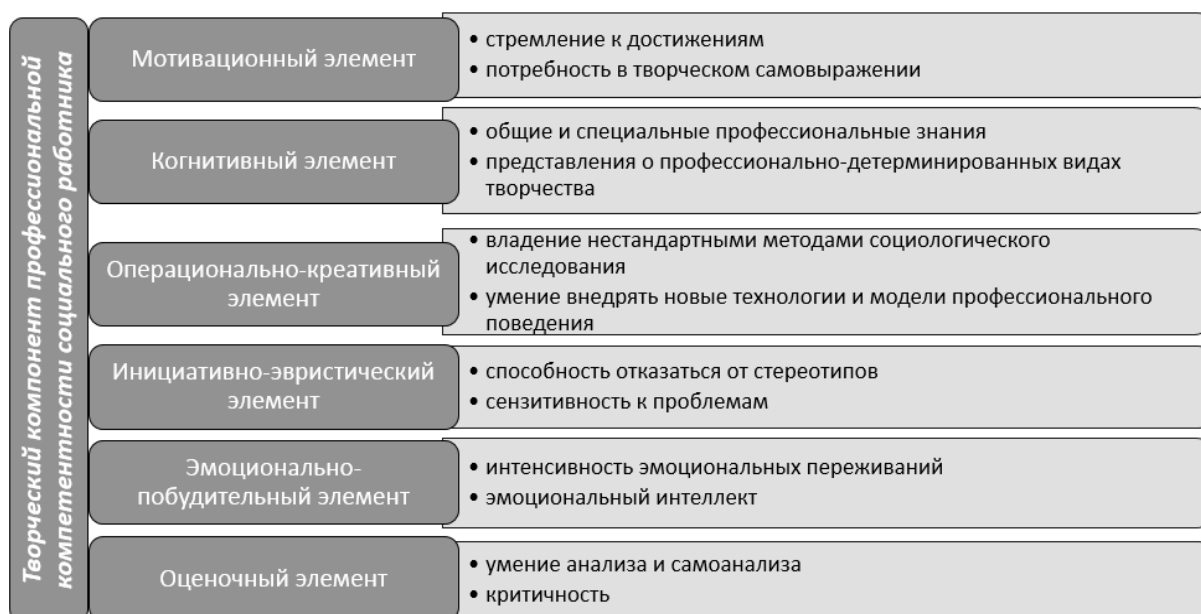 Творческий компонент профессиональной
компетентности социального работника
Мотивационный элемент
• стремление к достижениям
• потребность в творческом самовыражении
Когнитивный элемент
• общие и специальные профессиональные знания
• представления о профессионально-детерминированных видах
творчества
Операционально-креативный
элемент
• владение нестандартными методами социологического
исследования
• умение внедрять новые технологии и модели профессионального
поведения
Инициативно-эвристический
элемент
• способность отказаться от стереотипов
• сензитивность к проблемам
Эмоционально-
побудительный элемент
• интенсивность эмоциональных переживаний
• эмоциональный интеллект
Оценочный элемент
• умение анализа и самоанализа
• критичность